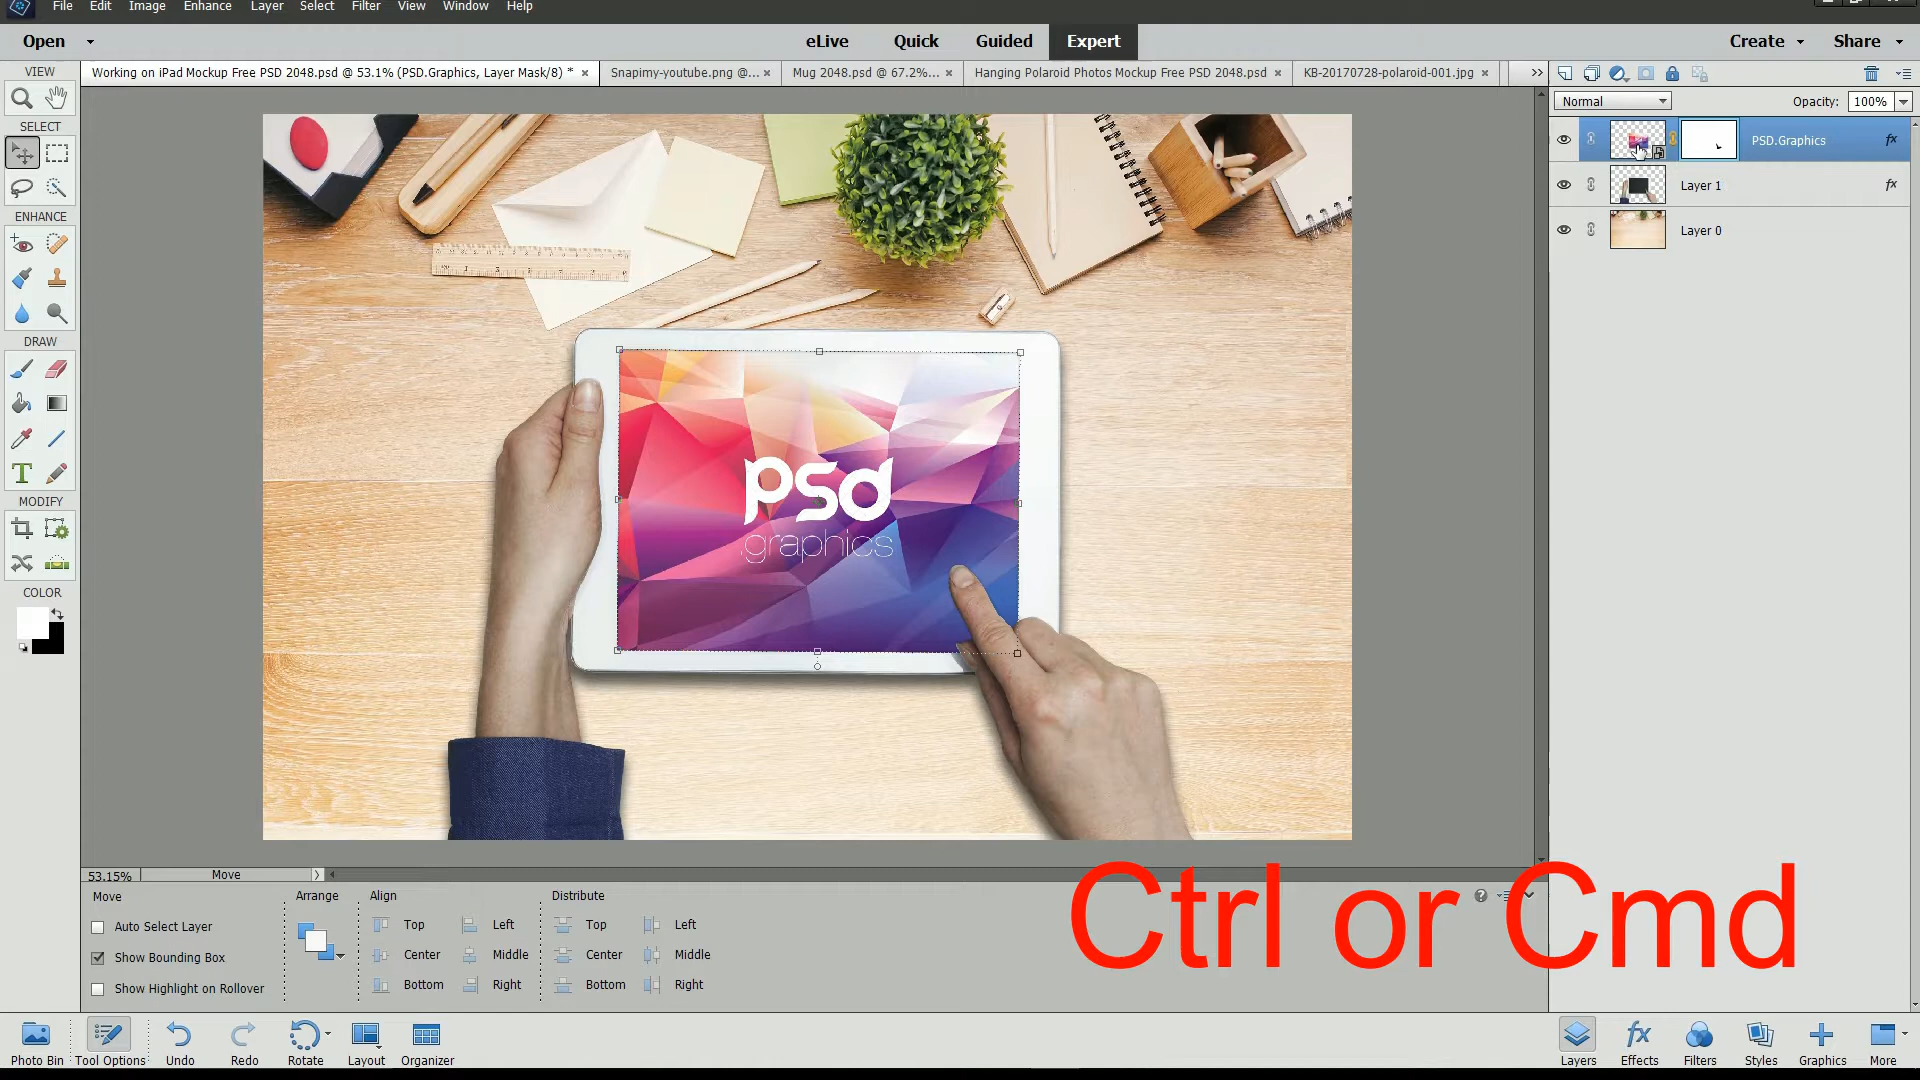 File Edit Image Enhance Layer Select Filter View Window Help
Open eLive Quick Guided Expert Create Share
VIEW
Working on iPad Mockup Free PSD 2048.psd @ 53.1% (PSD.Graphics, Layer Mask/8) * Snapimy-youtube.png @... Mug 2048.psd @ 67.2%... Hanging Polaroid Photos Mockup Free PSD 2048.psd KB-20170728-polaroid-001.jpg
Normal Opacity: 100%
SELECT
PSD.Graphics fx
Layer 1 fx
Layer 0
ENHANCE
DRAW
MODIFY
COLOR
psd
.graphics
53.15% Move
Move Arrange Align Distribute
Auto Select Layer Top Left Top Left
Show Bounding Box Center Middle Center Middle
Show Highlight on Rollover Bottom Right Bottom Right
Ctrl or Cmd
Photo Bin Tool Options Undo Redo Rotate Layout Organizer
Layers Effects Filters Styles Graphics More